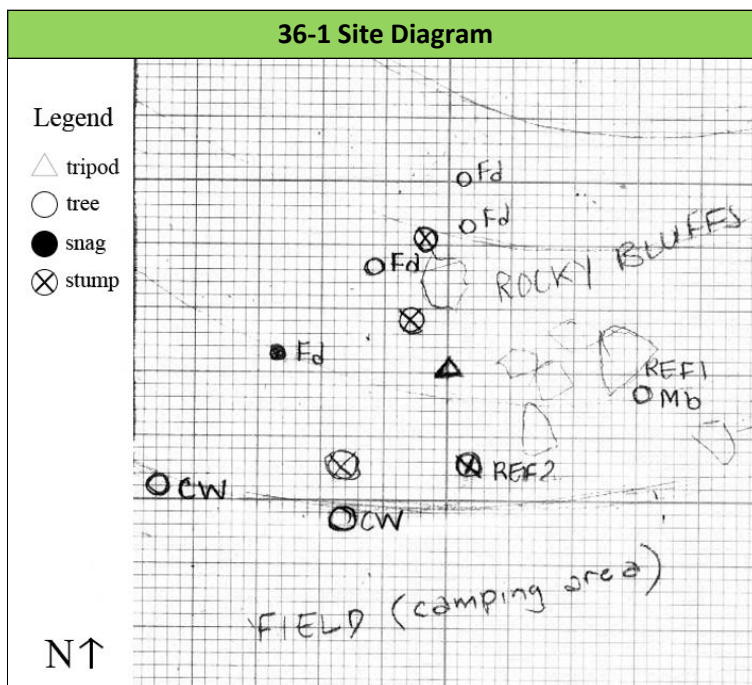 36-1 Site Diagram
Legend
tripod
tree
snag
stump
N↑
Fd
Fd
Fd
ROCKY BLUFFS
Fd
REF1
Mb
REF2
CW
CW
FIELD (camping area)